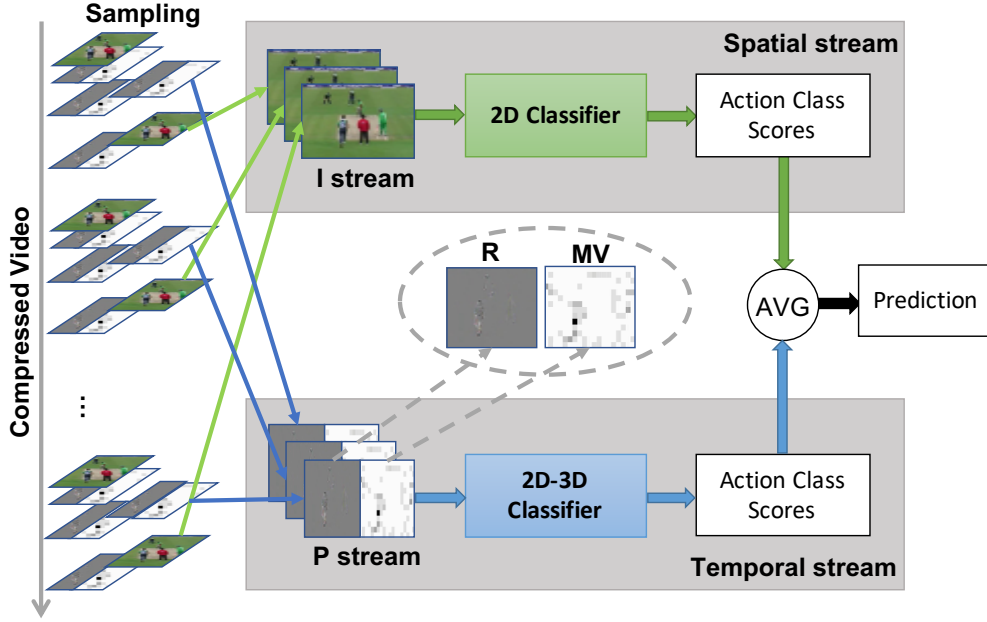 Sampling
Spatial stream
2D Classifier
Action Class
Scores
I stream
Compressed Video
R
MV
AVG
Prediction
...
2D-3D
Classifier
Action Class
Scores
P stream
Temporal stream